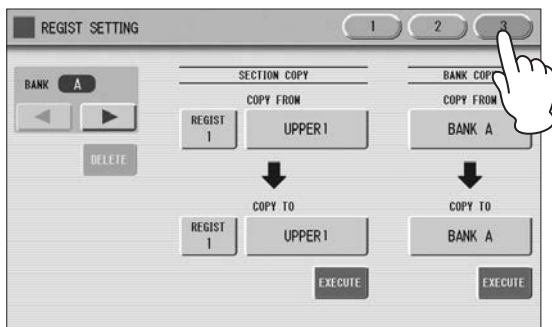 REGIST SETTING
1
2
3
BANK A
DELETE
SECTION COPY
COPY FROM
REGIST
1
UPPER1
COPY TO
REGIST
1
UPPER1
EXECUTE
BANK
COPY FROM
BANK A
COPY TO
BANK A
EXECUTE